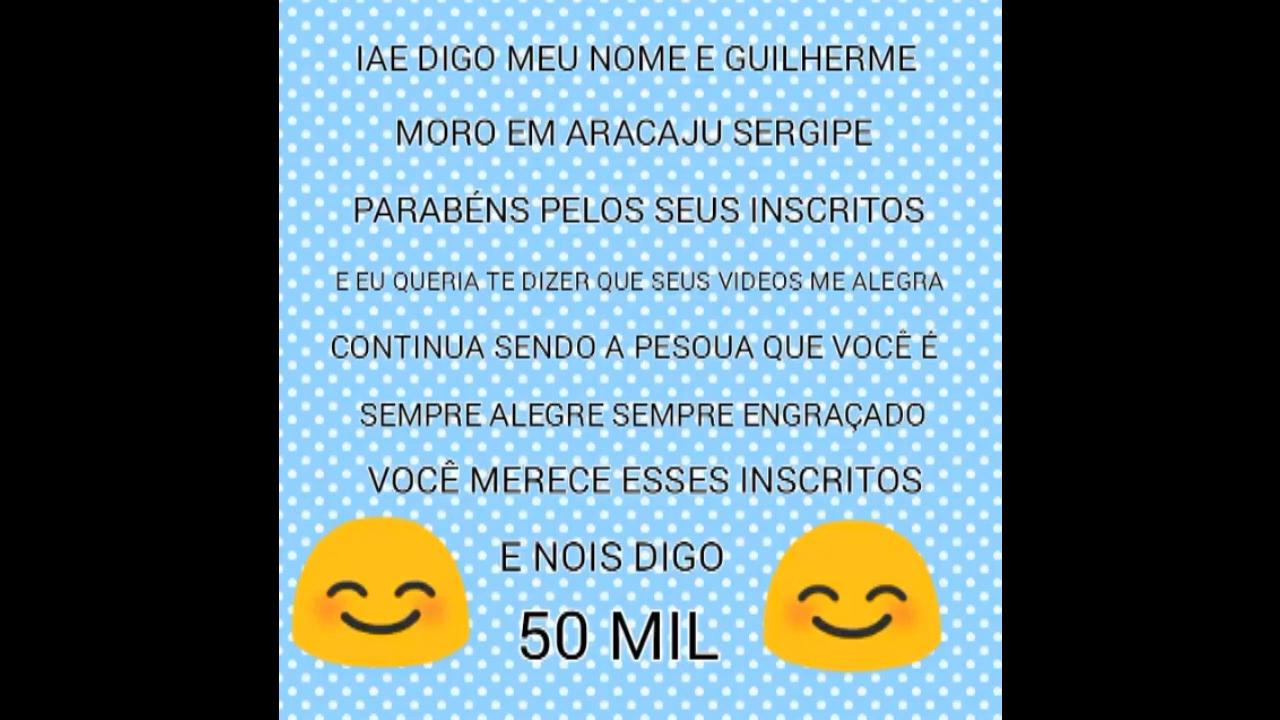 IAE DIGO MEU NOME E GUILHERME
MORO EM ARACAJU SERGIPE
PARABÉNS PELOS SEUS INSCRITOS
E EU QUERIA TE DIZER QUE SEUS VIDEOS ME ALEGRA
CONTINUA SENDO A PESOUA QUE VOCÊ É
SEMPRE ALEGRE SEMPRE ENGRAÇADO
VOCÊ MERECE ESSES INSCRITOS
E NOIS DIGO
50 MIL